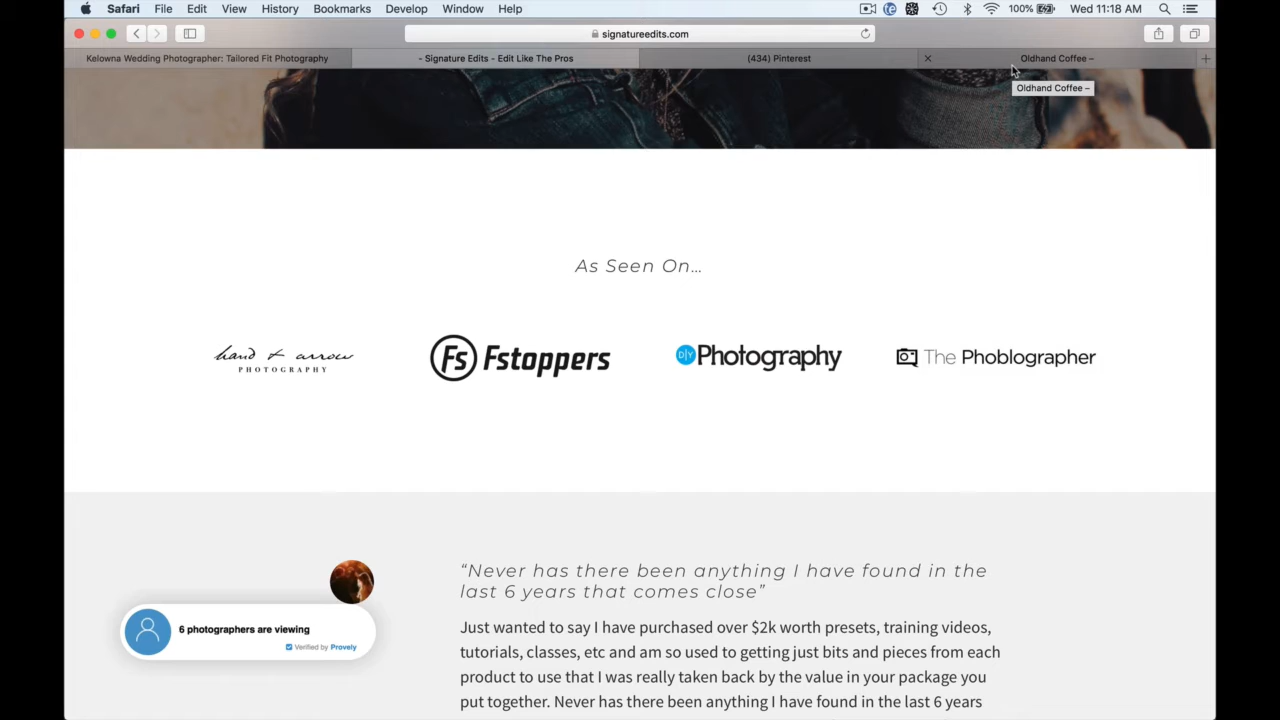 Safari File Edit View History Bookmarks Develop Window Help 100% Wed 11:18 AM
signatureedits.com
Kelowna Wedding Photographer: Tailored Fit Photography
- Signature Edits - Edit Like The Pros
(434) Pinterest
Oldhand Coffee –
Oldhand Coffee –
As Seen On...
hand + arrow
PHOTOGRAPHY
Fs Fstoppers
DIY Photography
The Phoblographer
“Never has there been anything I have found in the
last 6 years that comes close”
6 photographers are viewing
Verified by Provely
Just wanted to say I have purchased over $2k worth presets, training videos,
tutorials, classes, etc and am so used to getting just bits and pieces from each
product to use that I was really taken back by the value in your package you
put together. Never has there been anything I have found in the last 6 years